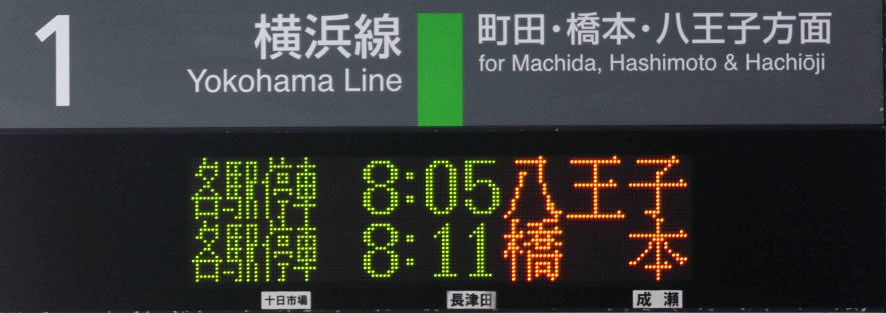 1 横浜線 町田・橋本・八王子方面
Yokohama Line for Machida, Hashimoto & Hachiōji
各駅停車 8:05 八王子
各駅停車 8:11 橋本
十日市場 長津田 成瀬